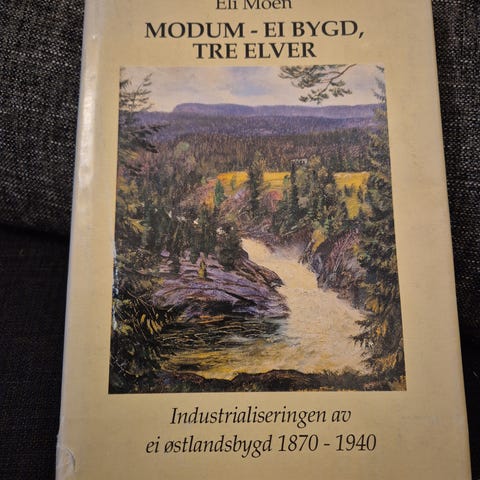 Eli Moen
MODUM - EI BYGD,
TRE ELVER
Industrialiseringen av
ei østlandsbygd 1870 - 1940